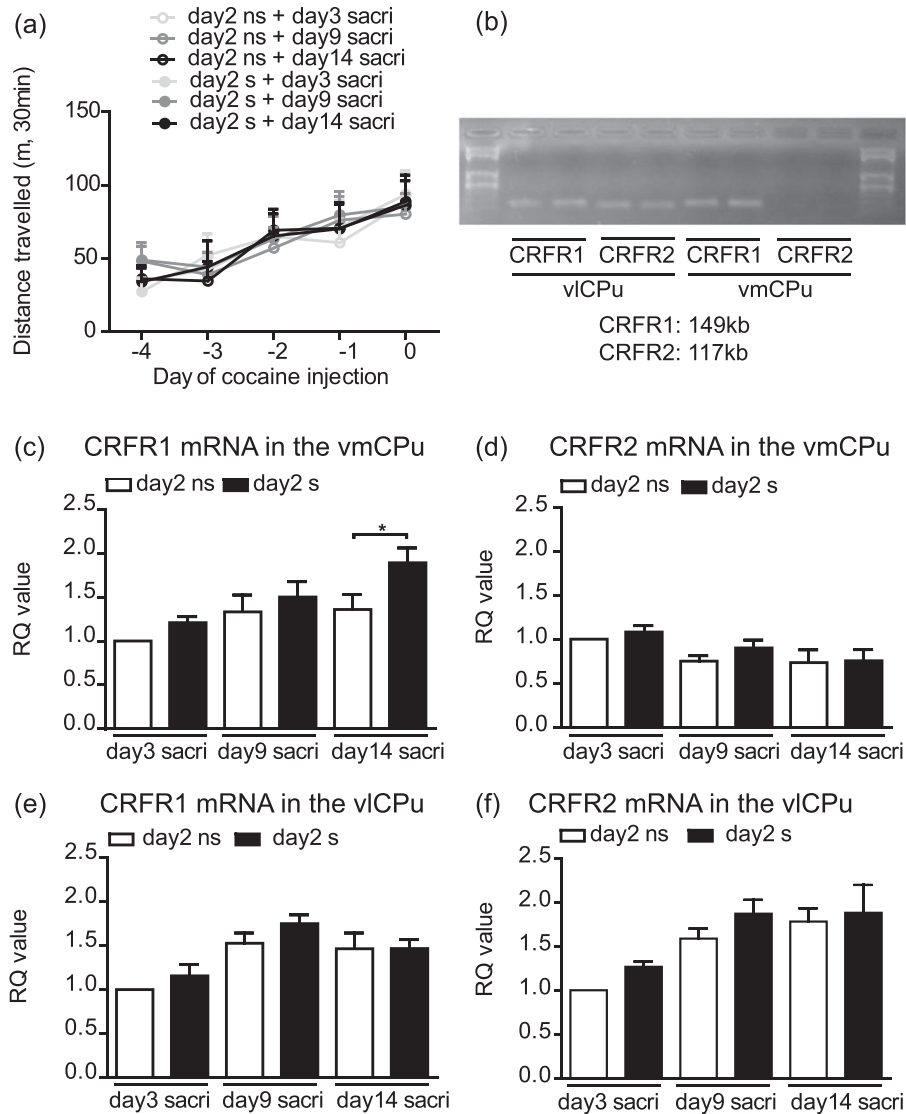 (a)
day2 ns + day3 sacri
day2 ns + day9 sacri
day2 ns + day14 sacri
day2 s + day3 sacri
day2 s + day9 sacri
day2 s + day14 sacri
Distance travelled (m, 30min)
150
100
50
0
-4 -3 -2 -1 0
Day of cocaine injection
(b)
CRFR1 CRFR2 CRFR1 CRFR2
vlCPu vmCPu
CRFR1: 149kb
CRFR2: 117kb
(c) CRFR1 mRNA in the vmCPu
day2 ns day2 s
RQ value
2.5
2.0
1.5
1.0
0.5
0.0
*
day3 sacri day9 sacri day14 sacri
(d) CRFR2 mRNA in the vmCPu
day2 ns day2 s
RQ value
2.5
2.0
1.5
1.0
0.5
0.0
day3 sacri day9 sacri day14 sacri
(e) CRFR1 mRNA in the vlCPu
day2 ns day2 s
RQ value
2.5
2.0
1.5
1.0
0.5
0.0
day3 sacri day9 sacri day14 sacri
(f) CRFR2 mRNA in the vlCPu
day2 ns day2 s
RQ value
2.5
2.0
1.5
1.0
0.5
0.0
day3 sacri day9 sacri day14 sacri